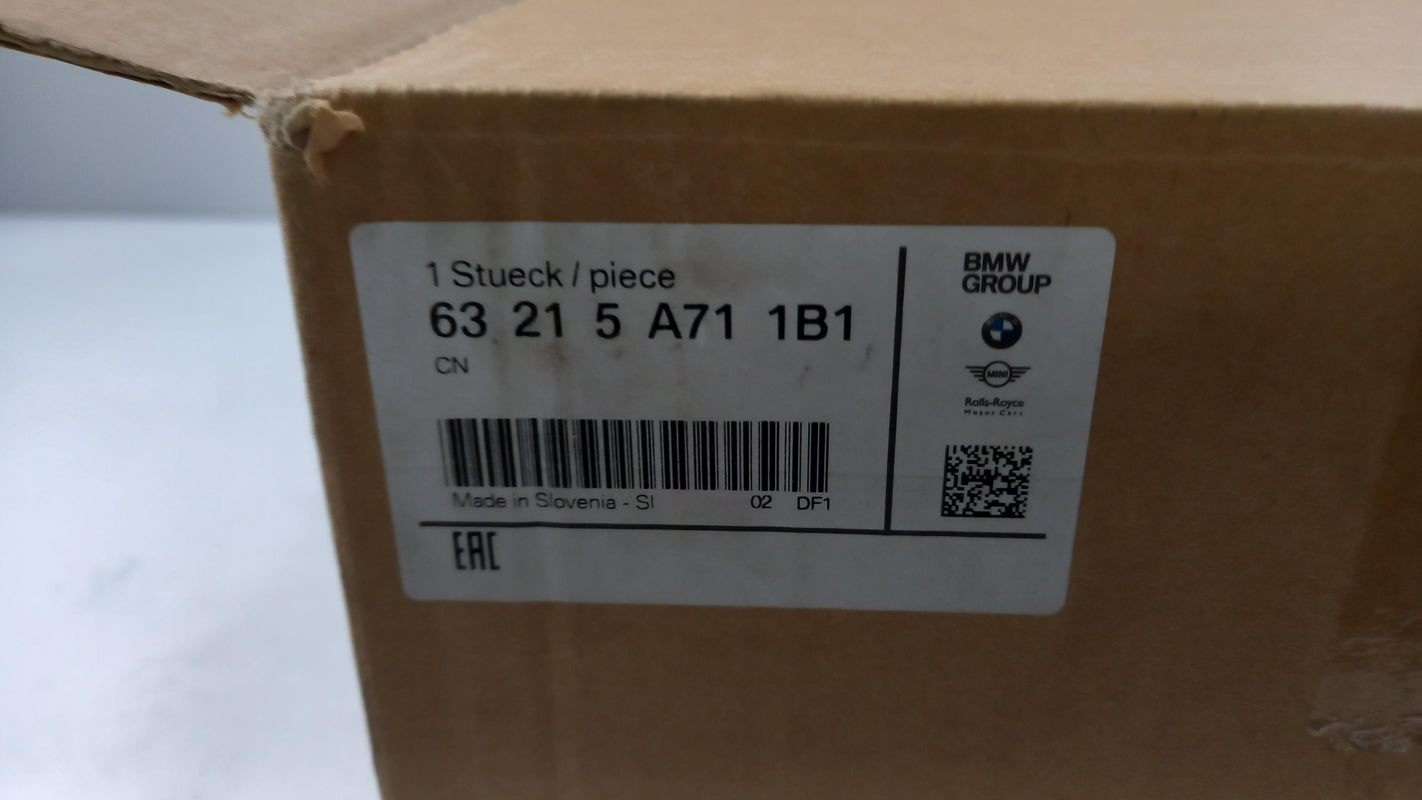 1 Stueck / piece
63 21 5 A71 1B1
CN
Made in Slovenia - SI 02 DF1
EAC
BMW
GROUP
MINI
Rolls-Royce
Motor Cars